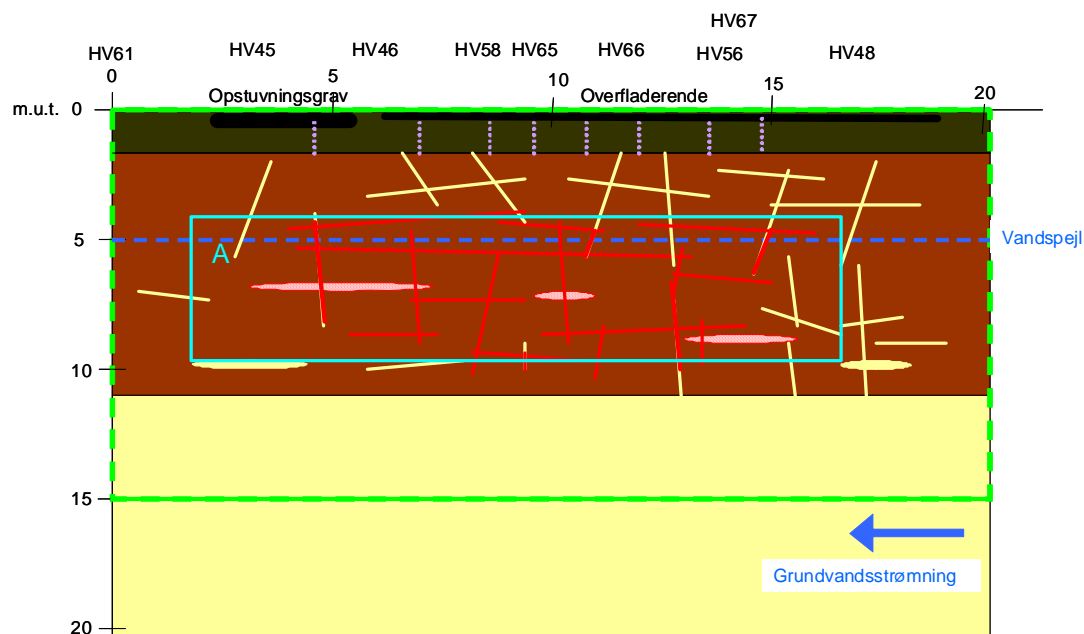 HV67
HV61 HV45 HV46 HV58 HV65 HV66 HV56 HV48
0 5 10 15 20
Opstuvningsgrav Overfladerende
m.u.t. 0
5 Vandspejl
A
10
15
Grundvandsstrømning
20